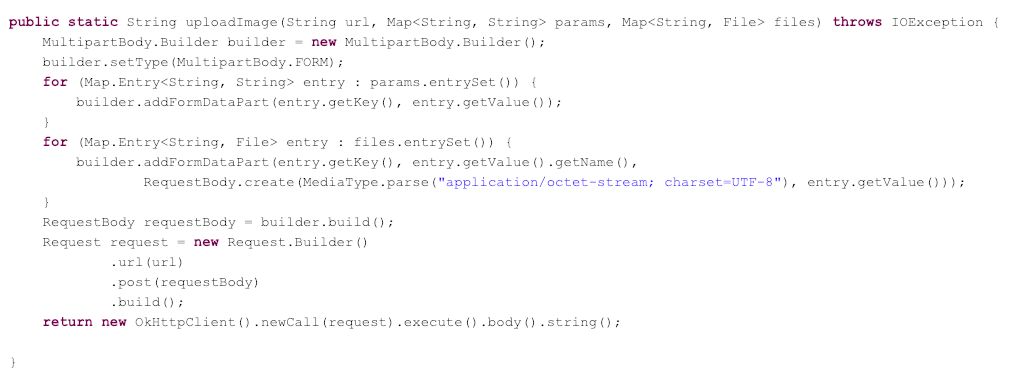 public static String uploadImage(String url, Map<String, String> params, Map<String, File> files) throws IOException {
    MultipartBody.Builder builder = new MultipartBody.Builder();
    builder.setType(MultipartBody.FORM);
    for (Map.Entry<String, String> entry : params.entrySet()) {
        builder.addFormDataPart(entry.getKey(), entry.getValue());
    }
    for (Map.Entry<String, File> entry : files.entrySet()) {
        builder.addFormDataPart(entry.getKey(), entry.getValue().getName(),
                RequestBody.create(MediaType.parse("application/octet-stream; charset=UTF-8"), entry.getValue()));
    }
    RequestBody requestBody = builder.build();
    Request request = new Request.Builder()
            .url(url)
            .post(requestBody)
            .build();
    return new OkHttpClient().newCall(request).execute().body().string();
}